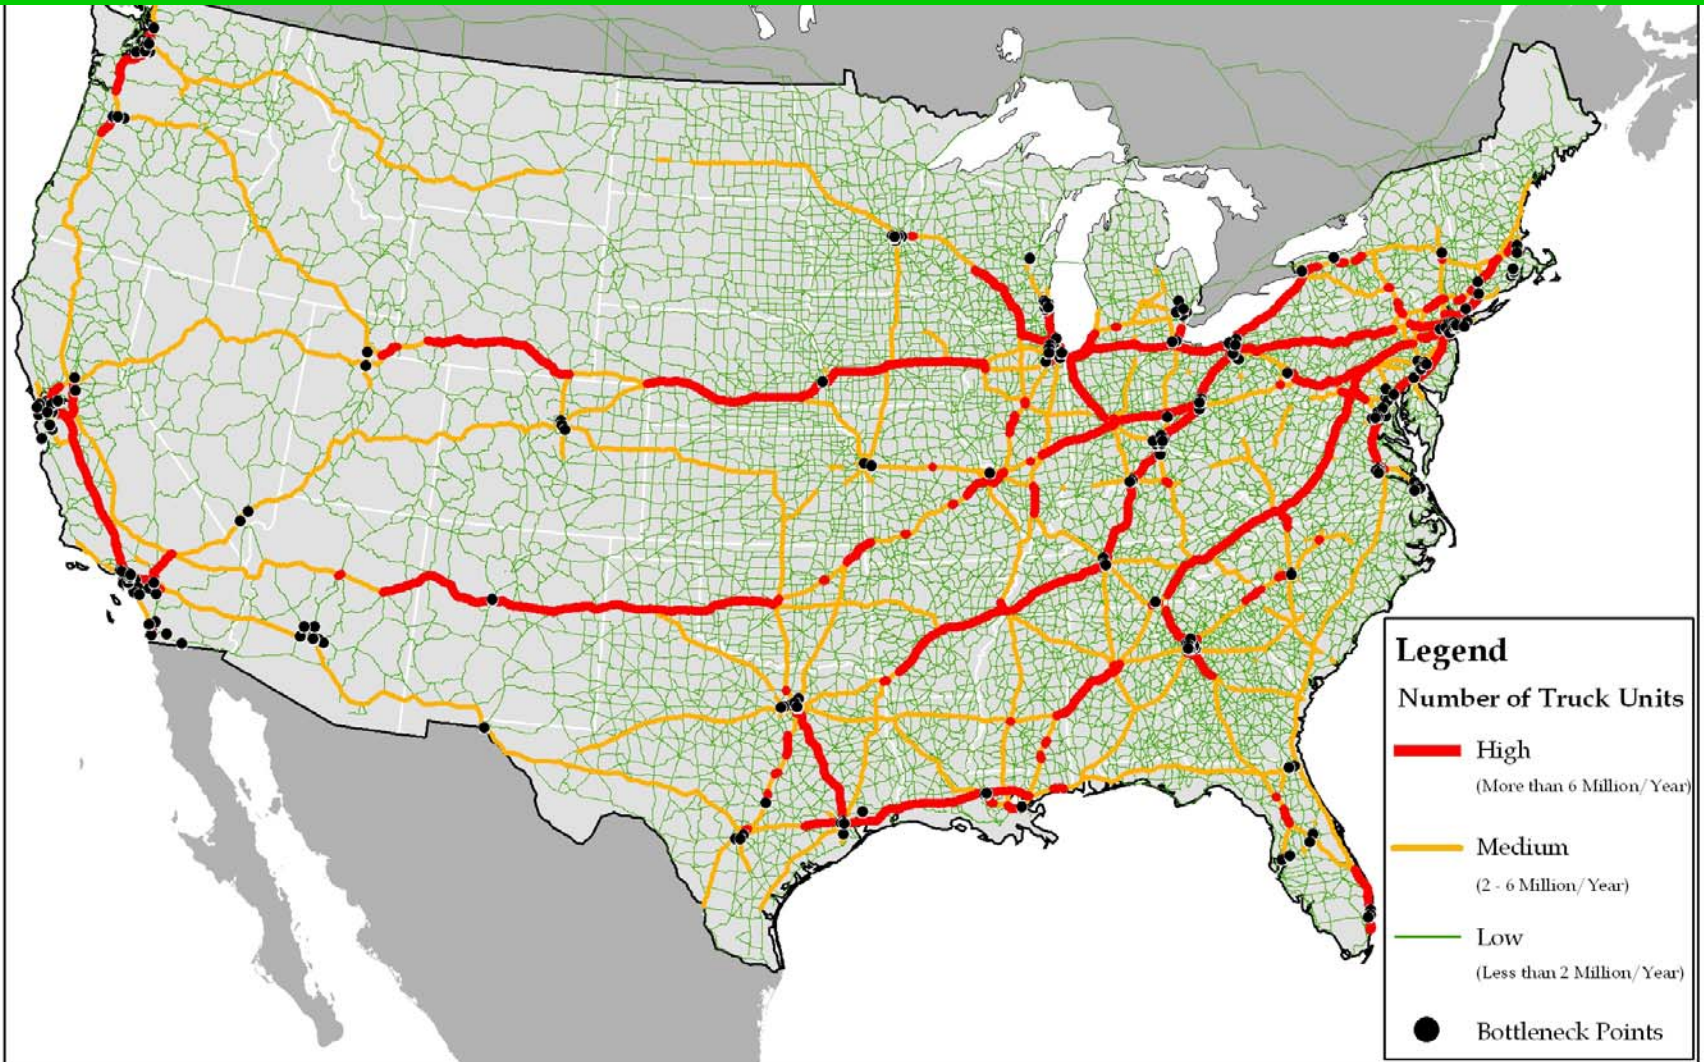 Legend
Number of Truck Units
High
(More than 6 Million/Year)
Medium
(2 - 6 Million/Year)
Low
(Less than 2 Million/Year)
Bottleneck Points